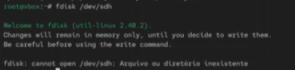 root@vbox:~# fdisk /dev/sdh
Welcome to fdisk (util-linux 2.40.2).
Changes will remain in memory only, until you decide to write them.
Be careful before using the write command.
fdisk: cannot open /dev/sdh: Arquivo ou diretório inexistente